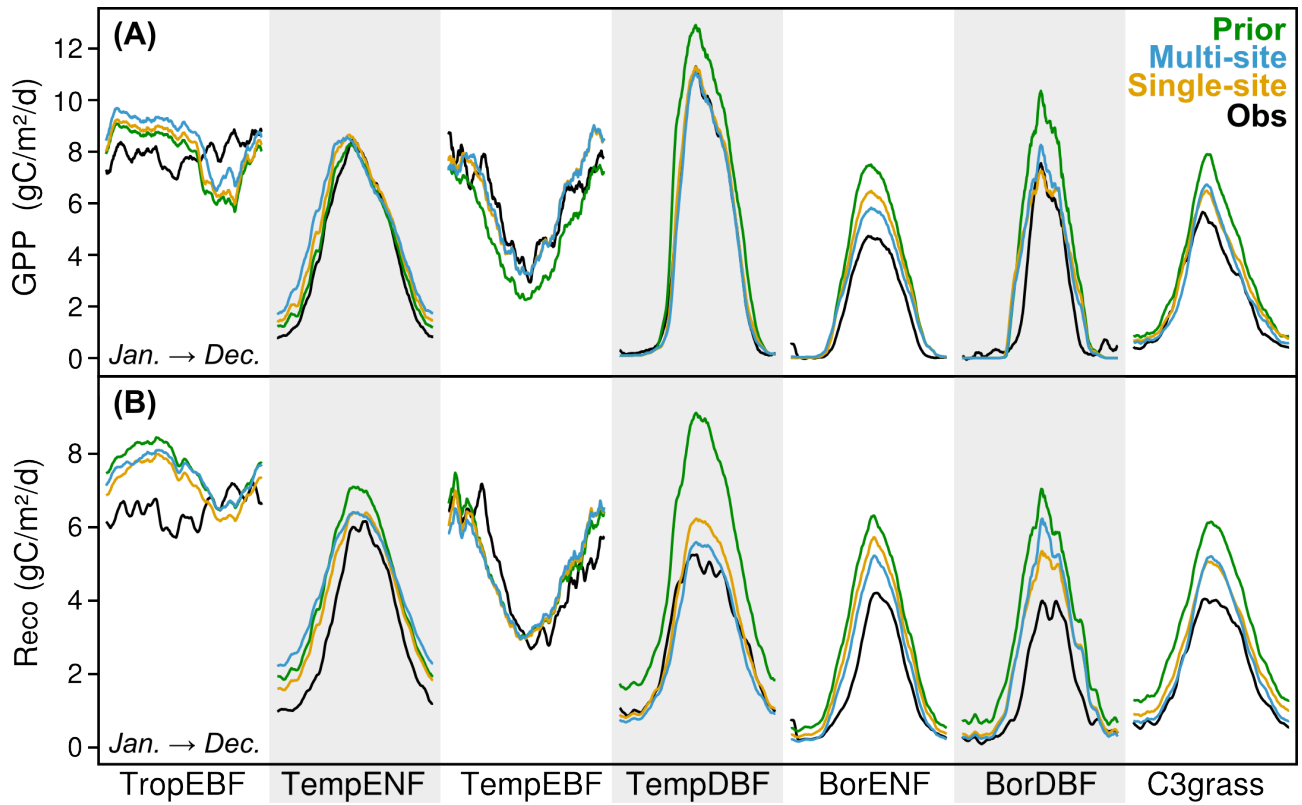 (A)
Prior
Multi-site
Single-site
Obs
GPP (gC/m²/d)
12
10
8
6
4
2
0
Jan. → Dec.
(B)
Reco (gC/m²/d)
8
6
4
2
0
Jan. → Dec.
TropEBF TempENF TempEBF TempDBF BorENF BorDBF C3grass